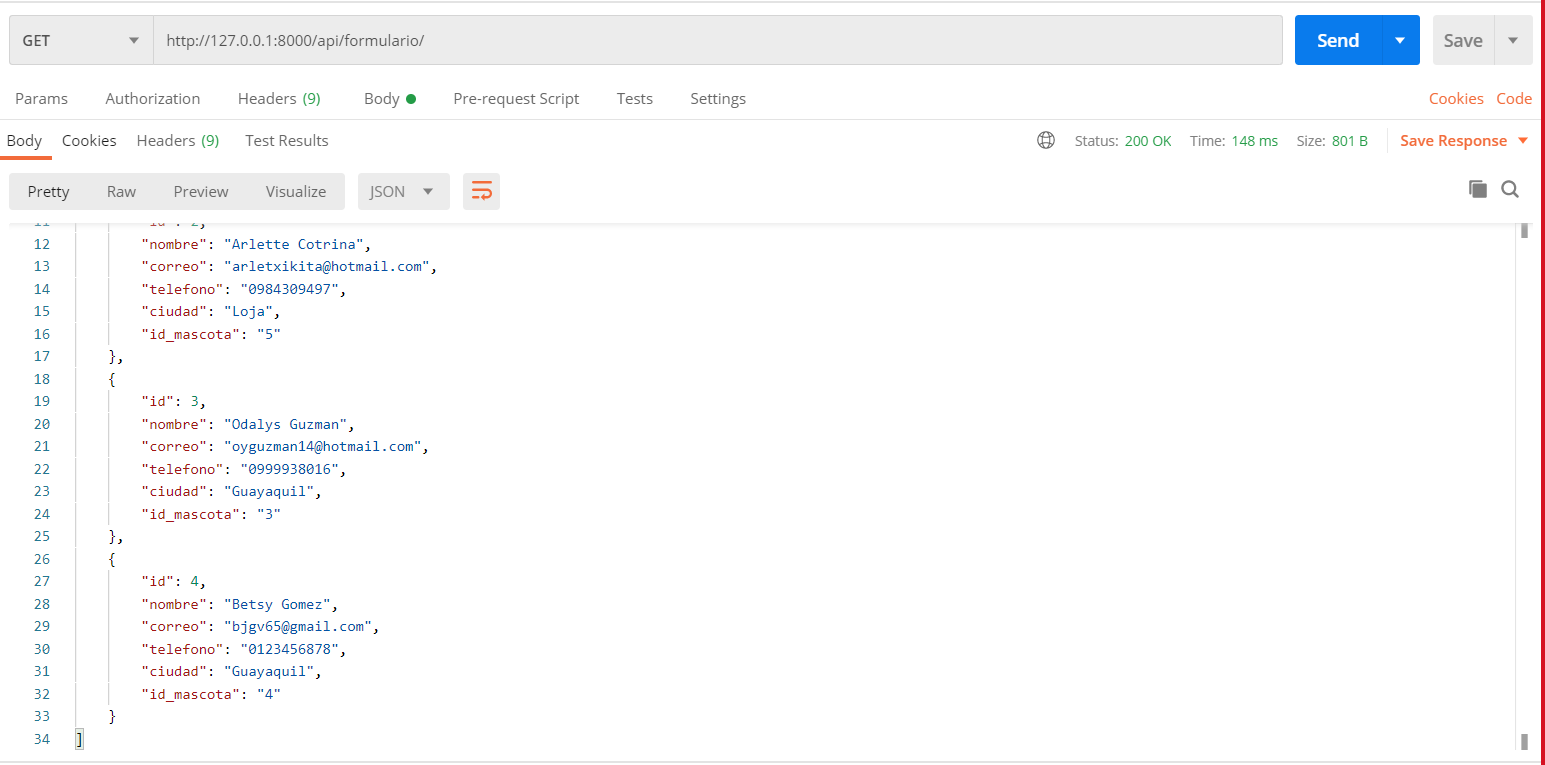 GET http://127.0.0.1:8000/api/formulario/ Send Save
Params Authorization Headers (9) Body Pre-request Script Tests Settings Cookies Code
Body Cookies Headers (9) Test Results Status: 200 OK Time: 148 ms Size: 801 B Save Response
Pretty Raw Preview Visualize JSON
11 "id": 2,
12 "nombre": "Arlette Cotrina",
13 "correo": "arletxikita@hotmail.com",
14 "telefono": "0984309497",
15 "ciudad": "Loja",
16 "id_mascota": "5"
17 },
18 {
19 "id": 3,
20 "nombre": "Odalys Guzman",
21 "correo": "oyguzman14@hotmail.com",
22 "telefono": "0999938016",
23 "ciudad": "Guayaquil",
24 "id_mascota": "3"
25 },
26 {
27 "id": 4,
28 "nombre": "Betsy Gomez",
29 "correo": "bjgv65@gmail.com",
30 "telefono": "0123456878",
31 "ciudad": "Guayaquil",
32 "id_mascota": "4"
33 }
34 ]